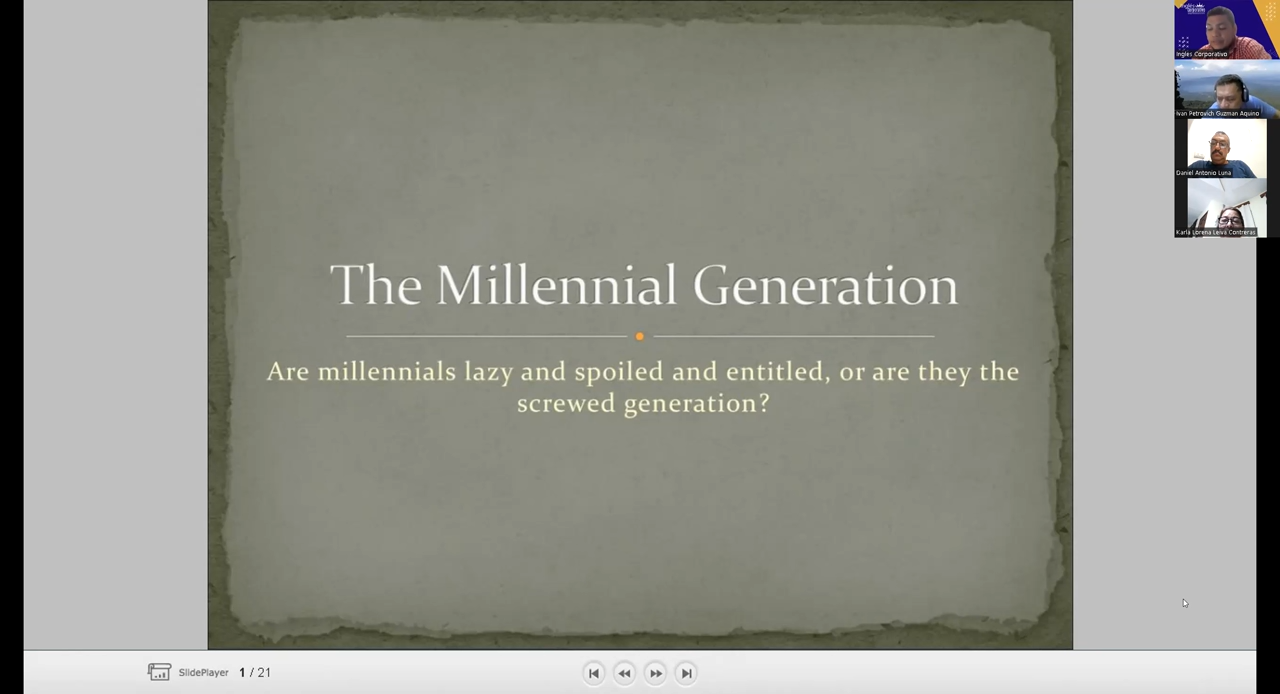 The Millennial Generation
Are millennials lazy and spoiled and entitled, or are they the
screwed generation?
Ingles Corporativo
Ivan Petrovich Guzman Aquino
Daniel Antonio Luna
Karla Lorena Leiva Contreras
SlidePlayer 1 / 21